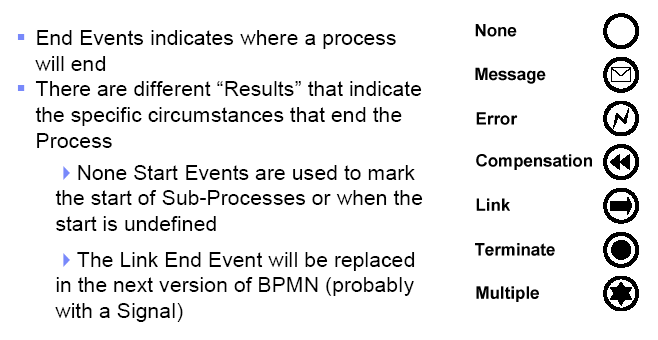 End Events indicates where a process
will end
There are different “Results” that indicate
the specific circumstances that end the
Process
None Start Events are used to mark
the start of Sub-Processes or when the
start is undefined
The Link End Event will be replaced
in the next version of BPMN (probably
with a Signal)
None
Message
Error
Compensation
Link
Terminate
Multiple